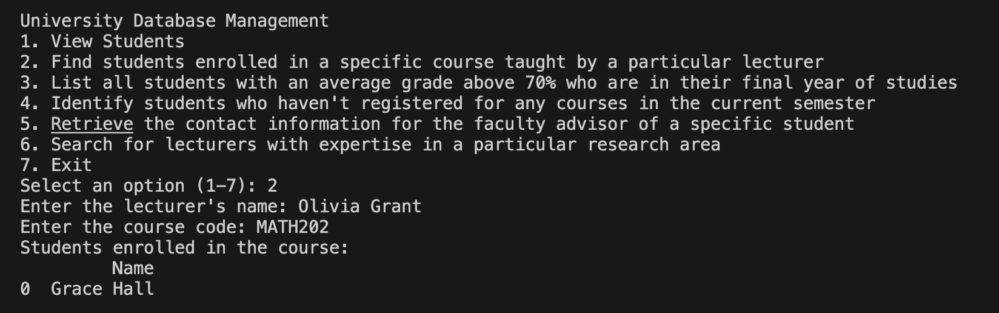 University Database Management
1. View Students
2. Find students enrolled in a specific course taught by a particular lecturer
3. List all students with an average grade above 70% who are in their final year of studies
4. Identify students who haven't registered for any courses in the current semester
5. Retrieve the contact information for the faculty advisor of a specific student
6. Search for lecturers with expertise in a particular research area
7. Exit
Select an option (1-7): 2
Enter the lecturer's name: Olivia Grant
Enter the course code: MATH202
Students enrolled in the course:
         Name
0  Grace Hall